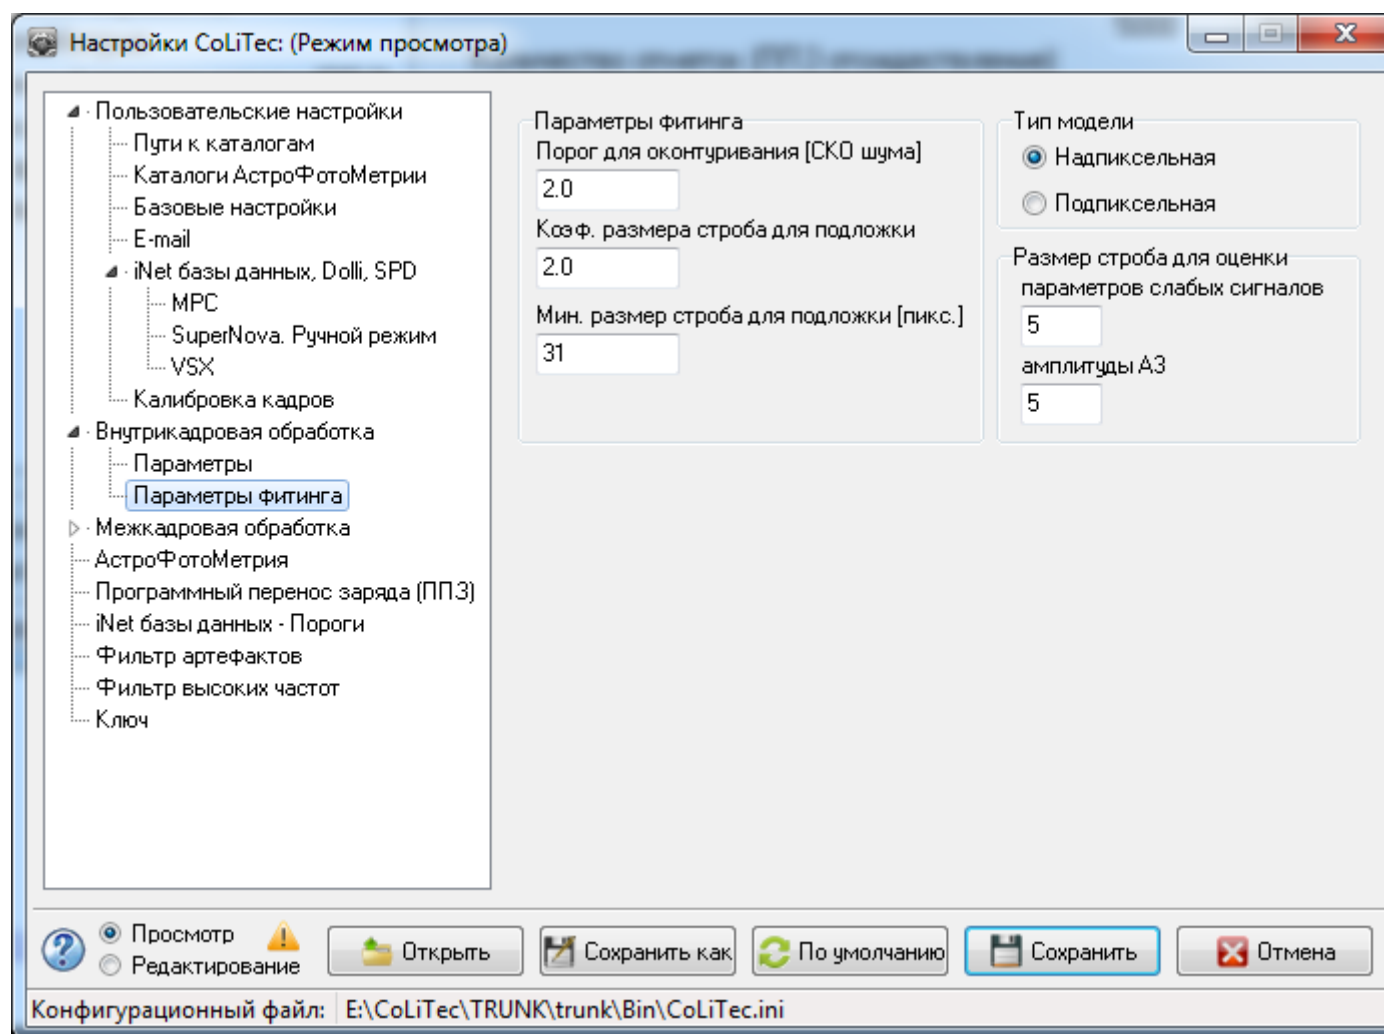 Настройки CoLiTec: (Режим просмотра)
Пользовательские настройки
Пути к каталогам
Каталоги АстроФотоМетрии
Базовые настройки
E-mail
iNet базы данных, Dolli, SPD
MPC
SuperNova. Ручной режим
VSX
Калибровка кадров
Внутрикадровая обработка
Параметры
Параметры фитинга
Межкадровая обработка
АстроФотоМетрия
Программный перенос заряда (ППЗ)
iNet базы данных - Пороги
Фильтр артефактов
Фильтр высоких частот
Ключ
Параметры фитинга
Порог для оконтуривания [СКО шума]
2.0
Коэф. размера строба для подложки
2.0
Мин. размер строба для подложки [пикс.]
31
Тип модели
Надпиксельная
Подпиксельная
Размер строба для оценки
параметров слабых сигналов
5
амплитуды АЗ
5
Просмотр
Редактирование
Открыть
Сохранить как
По умолчанию
Сохранить
Отмена
Конфигурационный файл: E:\CoLiTec\TRUNK\trunk\Bin\CoLiTec.ini